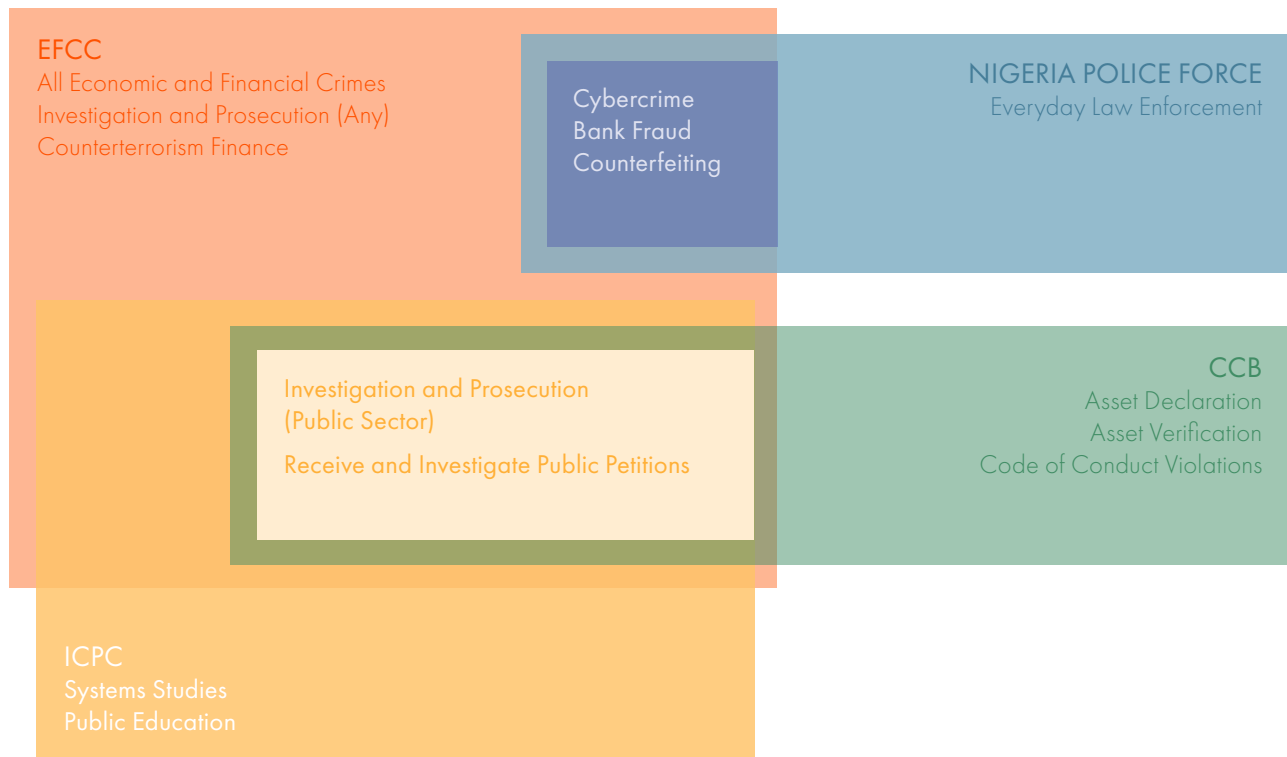 EFCC
All Economic and Financial Crimes
Investigation and Prosecution (Any)
Counterterrorism Finance
Cybercrime
Bank Fraud
Counterfeiting
NIGERIA POLICE FORCE
Everyday Law Enforcement
Investigation and Prosecution
(Public Sector)
Receive and Investigate Public Petitions
CCB
Asset Declaration
Asset Verification
Code of Conduct Violations
ICPC
Systems Studies
Public Education